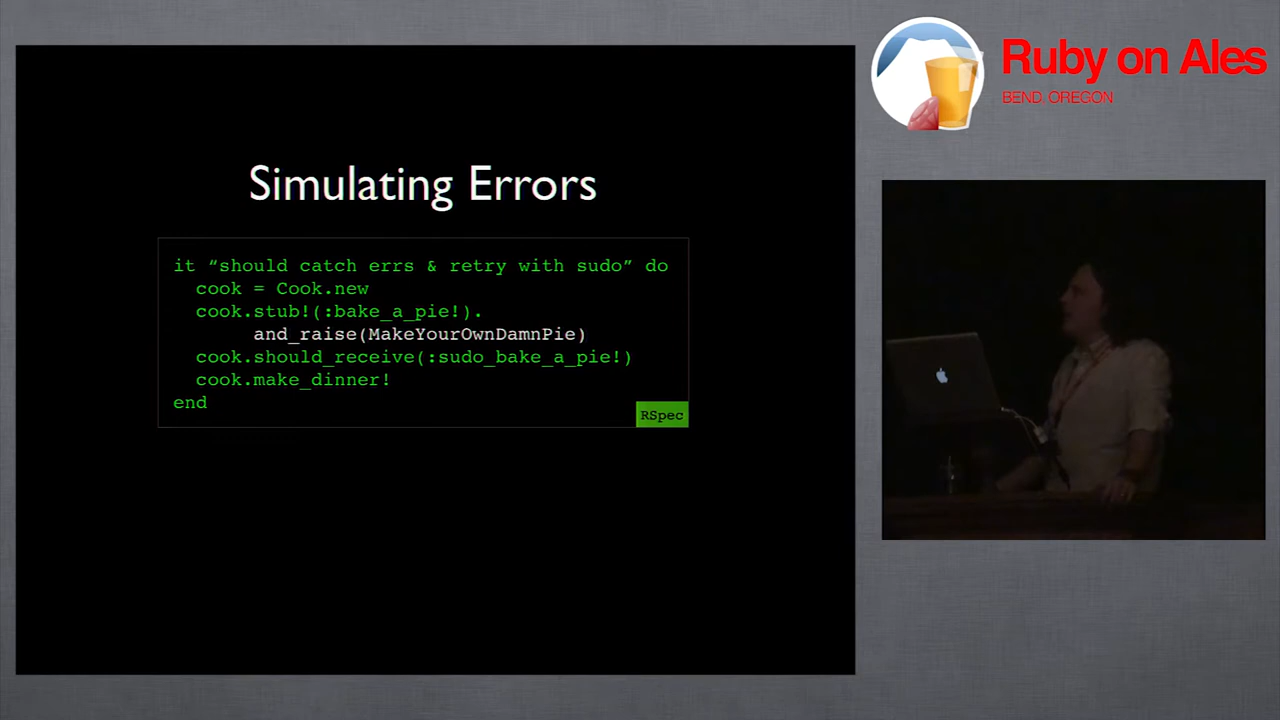 Ruby on Ales
BEND, OREGON
Simulating Errors
it “should catch errs & retry with sudo” do
  cook = Cook.new
  cook.stub!(:bake_a_pie!).
       and_raise(MakeYourOwnDamnPie)
  cook.should_receive(:sudo_bake_a_pie!)
  cook.make_dinner!
end
RSpec